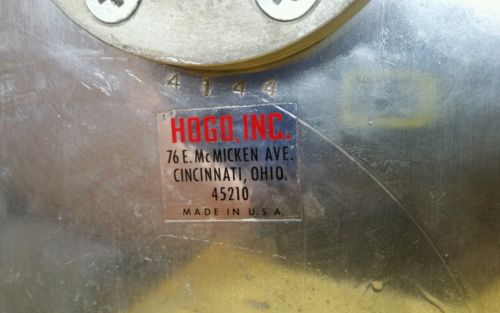 4144
HOGO, INC.
76 E. McMICKEN AVE.
CINCINNATI, OHIO.
45210
MADE IN U.S.A.